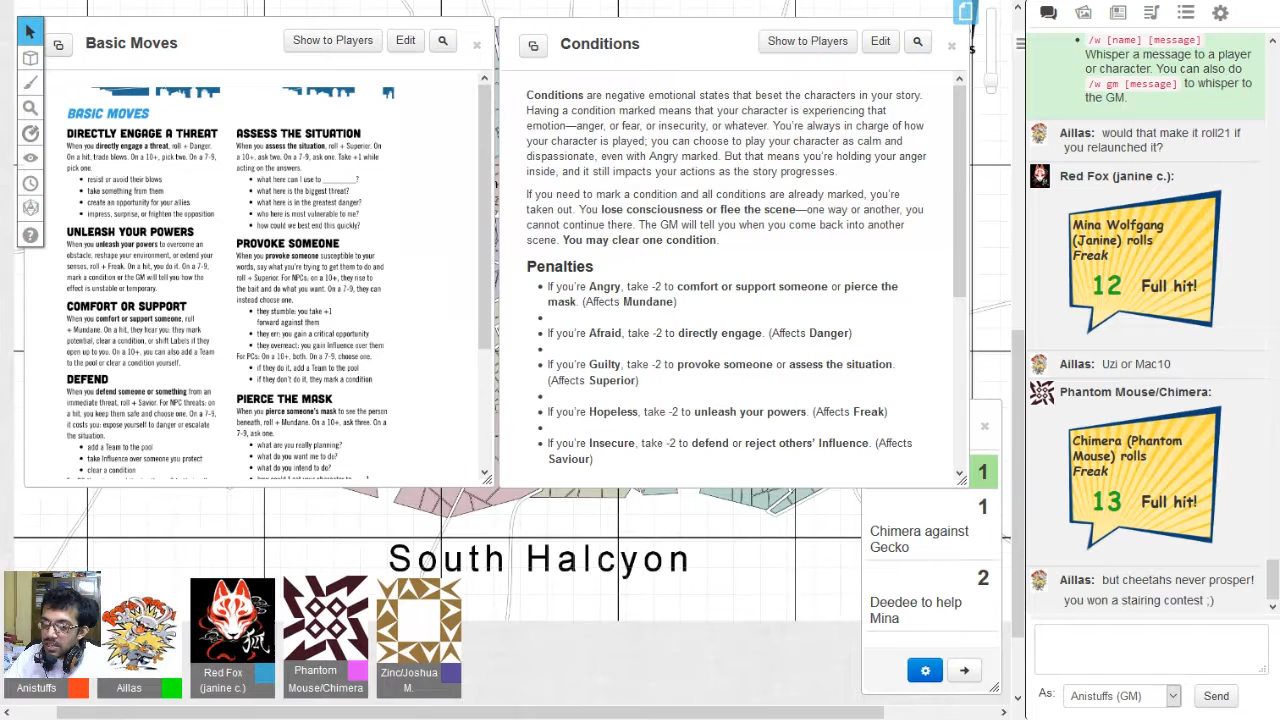 Basic Moves
Show to Players
Edit
BASIC MOVES
DIRECTLY ENGAGE A THREAT
When you directly engage a threat, roll + Danger.
On a hit, trade blows. On a 10+, pick two. On a 7-9,
pick one.
resist or avoid their blows
take something from them
create an opportunity for your allies
impress, surprise, or frighten the opposition
UNLEASH YOUR POWERS
When you unleash your powers to overcome an
obstacle, reshape your environment, or extend your
senses, roll + Freak. On a hit, you do it. On a 7-9,
mark a condition or the GM will tell you how the
effect is unstable or temporary.
COMFORT OR SUPPORT
When you comfort or support someone, roll
+ Mundane. On a hit, they hear you: they mark
potential, clear a condition, or shift Labels if they
open up to you. On a 10+, you can also add a Team
to the pool or clear a condition yourself.
DEFEND
When you defend someone or something from an
immediate threat, roll + Savior. For NPC threats: on a
hit, you keep them safe and choose one. On a 7-9,
it costs you: expose yourself to danger or escalate
the situation.
add a Team to the pool
take Influence over someone you protect
clear a condition
ASSESS THE SITUATION
When you assess the situation, roll + Superior. On a
10+, ask two. On a 7-9, ask one. Take +1 while
acting on the answers.
what here can I use to ________?
what here is the biggest threat?
what here is in the greatest danger?
who here is most vulnerable to me?
how could we best end this quickly?
PROVOKE SOMEONE
When you provoke someone susceptible to your
words, say what you're trying to get them to do and
roll + Superior. For NPCs: on a 10+, they rise to
the bait and do what you want. On a 7-9, they can
instead choose one.
they stumble: you take +1
forward against them
they err: you gain a critical opportunity
they overreact: you gain Influence over them
For PCs: On a 10+, both. On a 7-9, choose one.
if they do it, add a Team to the pool
if they don't do it, they mark a condition
PIERCE THE MASK
When you pierce someone's mask to see the person
beneath, roll + Mundane. On a 10+, ask three. On a
7-9, ask one.
what are you really planning?
what do you want me to do?
what do you intend to do?
Conditions
Show to Players
Edit
Conditions are negative emotional states that beset the characters in your story.
Having a condition marked means that your character is experiencing that
emotion—anger, or fear, or insecurity, or whatever. You're always in charge of how
your character is played; you can choose to play your character as calm and
dispassionate, even with Angry marked. But that means you're holding your anger
inside, and it still impacts your actions as the story progresses.
If you need to mark a condition and all conditions are already marked, you're
taken out. You lose consciousness or flee the scene—one way or another, you
cannot continue there. The GM will tell you when you come back into another
scene. You may clear one condition.
Penalties
If you're Angry, take -2 to comfort or support someone or pierce the
mask. (Affects Mundane)
If you're Afraid, take -2 to directly engage. (Affects Danger)
If you're Guilty, take -2 to provoke someone or assess the situation.
(Affects Superior)
If you're Hopeless, take -2 to unleash your powers. (Affects Freak)
If you're Insecure, take -2 to defend or reject others' Influence. (Affects
Saviour)
South Halcyon
1
1
Chimera against
Gecko
2
Deedee to help
Mina
Anistuffs
Aillas
Red Fox
(janine c.)
Phantom
Mouse/Chimera
Zinc/Joshua
M.
/w [name] [message]
Whisper a message to a player
or character. You can also do
/w gm [message] to whisper to
the GM.
Aillas: would that make it roll21 if
you relaunched it?
Red Fox (janine c.):
Mina Wolfgang
(Janine) rolls
Freak
12 Full hit!
Aillas: Uzi or Mac10
Phantom Mouse/Chimera:
Chimera (Phantom
Mouse) rolls
Freak
13 Full hit!
Aillas: but cheetahs never prosper!
you won a stairing contest ;)
As:
Anistuffs (GM)
Send